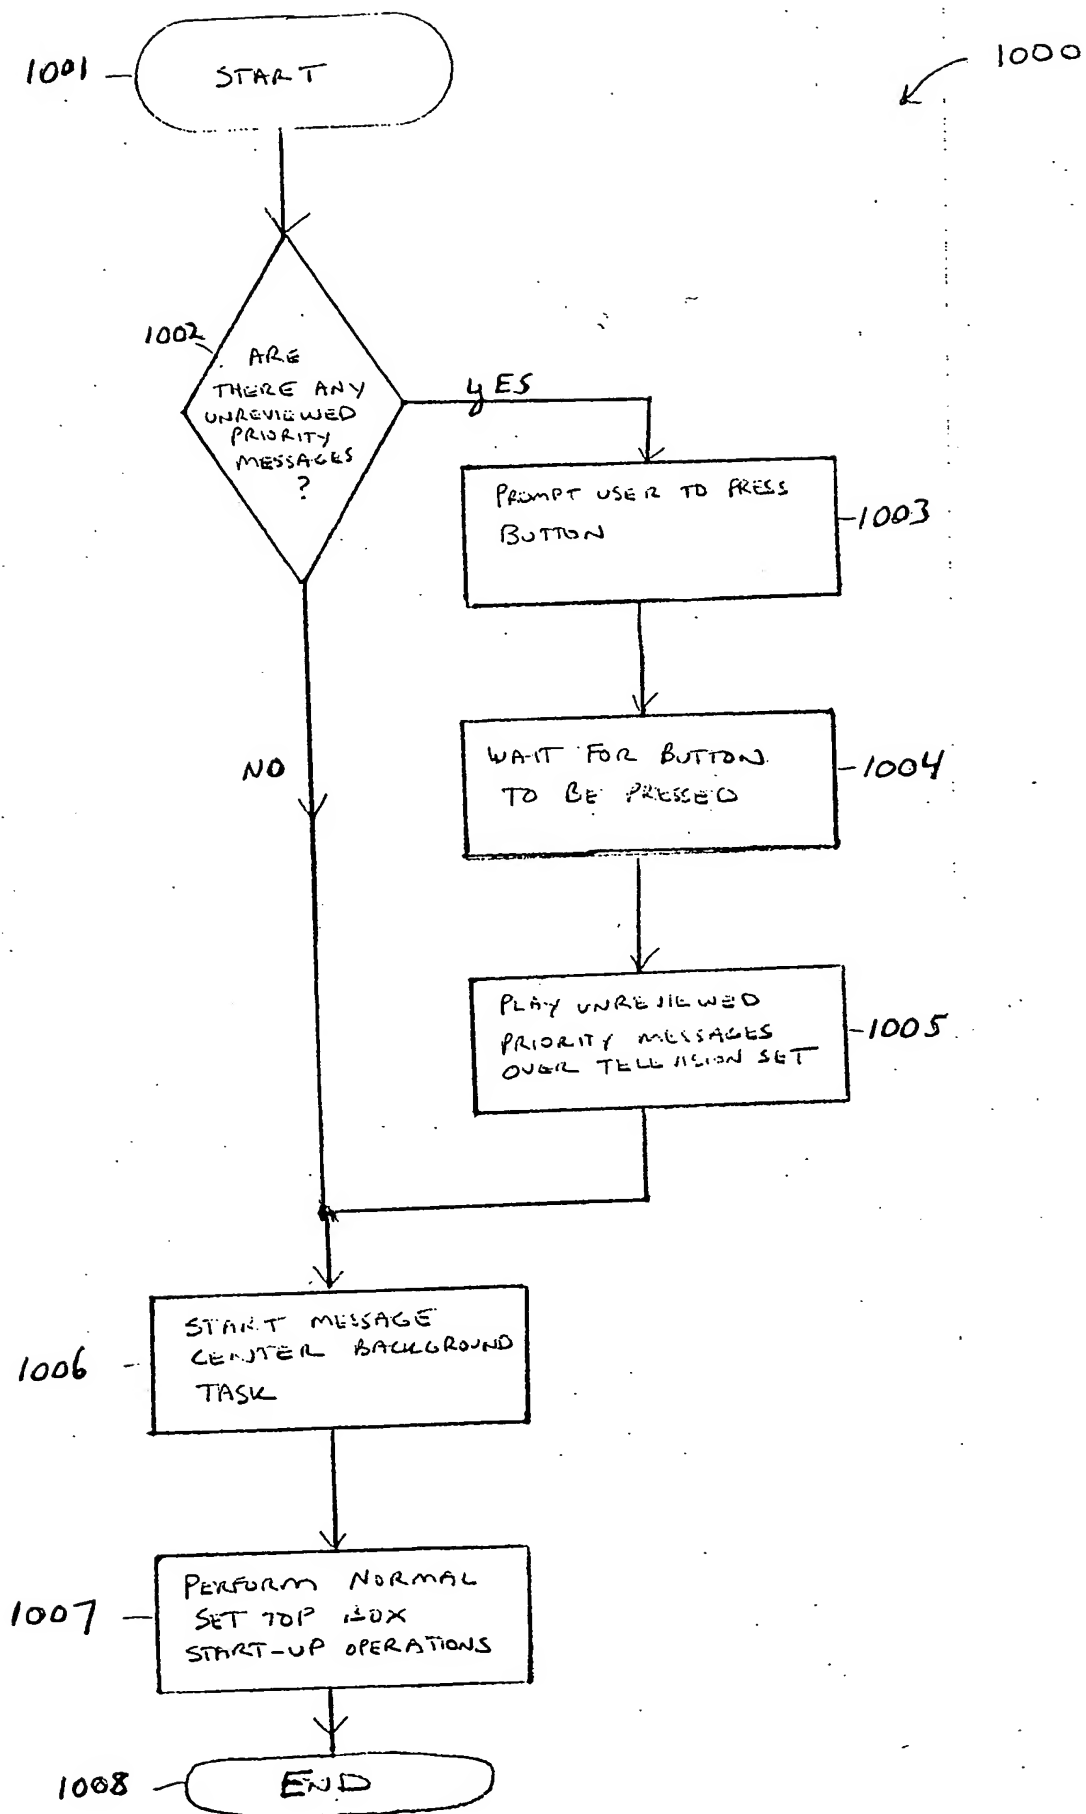 1001
START
1000
1002
ARE
THERE ANY
UNREVIEWED
PRIORITY
MESSAGES
?
YES
PROMPT USER TO PRESS
BUTTON
1003
NO
WAIT FOR BUTTON
TO BE PRESSED
1004
PLAY UNREVIEWED
PRIORITY MESSAGES
OVER TELEVISION SET
1005
START MESSAGE
CENTER BACKGROUND
TASK
1006
PERFORM NORMAL
SET TOP BOX
START-UP OPERATIONS
1007
END
1008